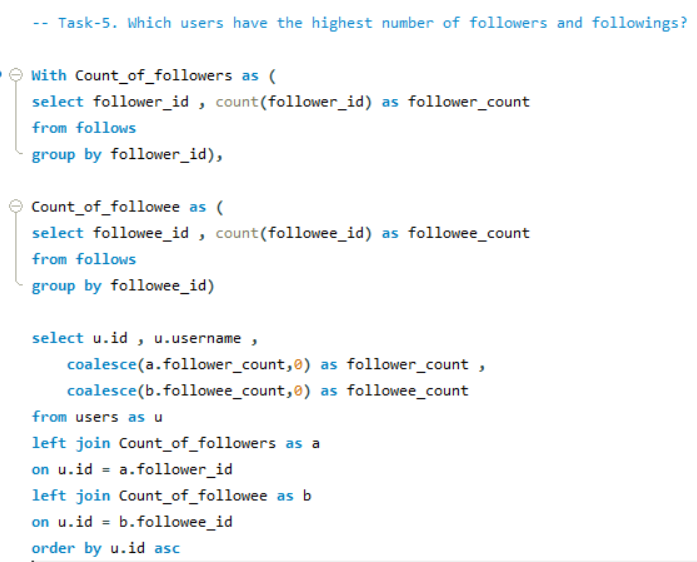 -- Task-5. Which users have the highest number of followers and followings?
With Count_of_followers as (
select follower_id , count(follower_id) as follower_count
from follows
group by follower_id),
Count_of_followee as (
select followee_id , count(followee_id) as followee_count
from follows
group by followee_id)
select u.id , u.username ,
coalesce(a.follower_count,0) as follower_count ,
coalesce(b.followee_count,0) as followee_count
from users as u
left join Count_of_followers as a
on u.id = a.follower_id
left join Count_of_followee as b
on u.id = b.followee_id
order by u.id asc